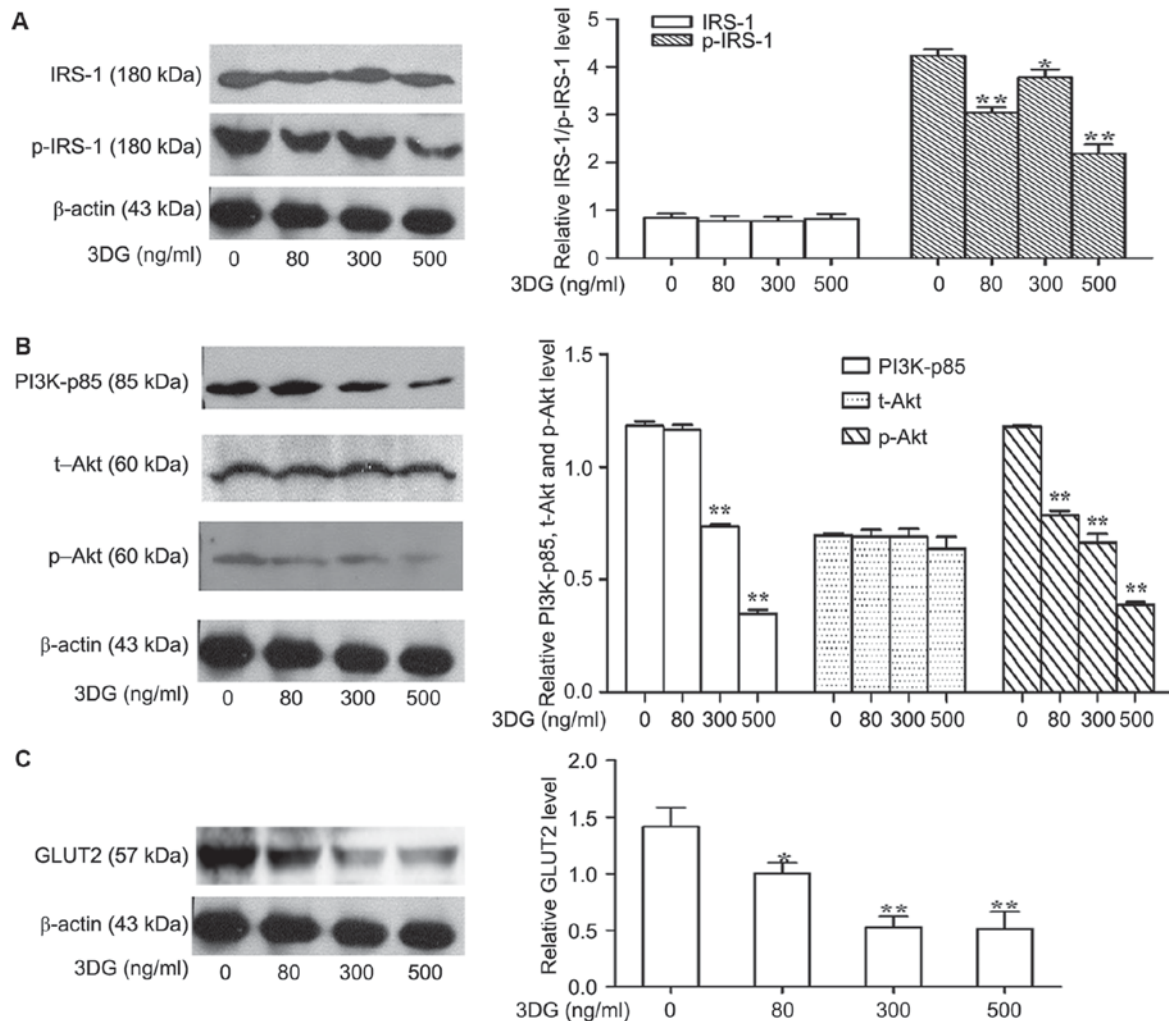 A
IRS-1 (180 kDa)
p-IRS-1 (180 kDa)
β-actin (43 kDa)
3DG (ng/ml)
0 80 300 500
Relative IRS-1/p-IRS-1 level
5
4
3
2
1
0
IRS-1
p-IRS-1
** * **
3DG (ng/ml)
0 80 300 500 0 80 300 500
B
PI3K-p85 (85 kDa)
t–Akt (60 kDa)
p–Akt (60 kDa)
β-actin (43 kDa)
3DG (ng/ml)
0 80 300 500
Relative PI3K-p85, t-Akt and p-Akt level
1.5
1.0
0.5
0.0
PI3K-p85
t-Akt
p-Akt
** ** ** ** **
3DG (ng/ml)
0 80 300 500 0 80 300 500 0 80 300 500
C
GLUT2 (57 kDa)
β-actin (43 kDa)
3DG (ng/ml)
0 80 300 500
Relative GLUT2 level
2.0
1.5
1.0
0.5
0.0
* ** **
3DG (ng/ml)
0 80 300 500